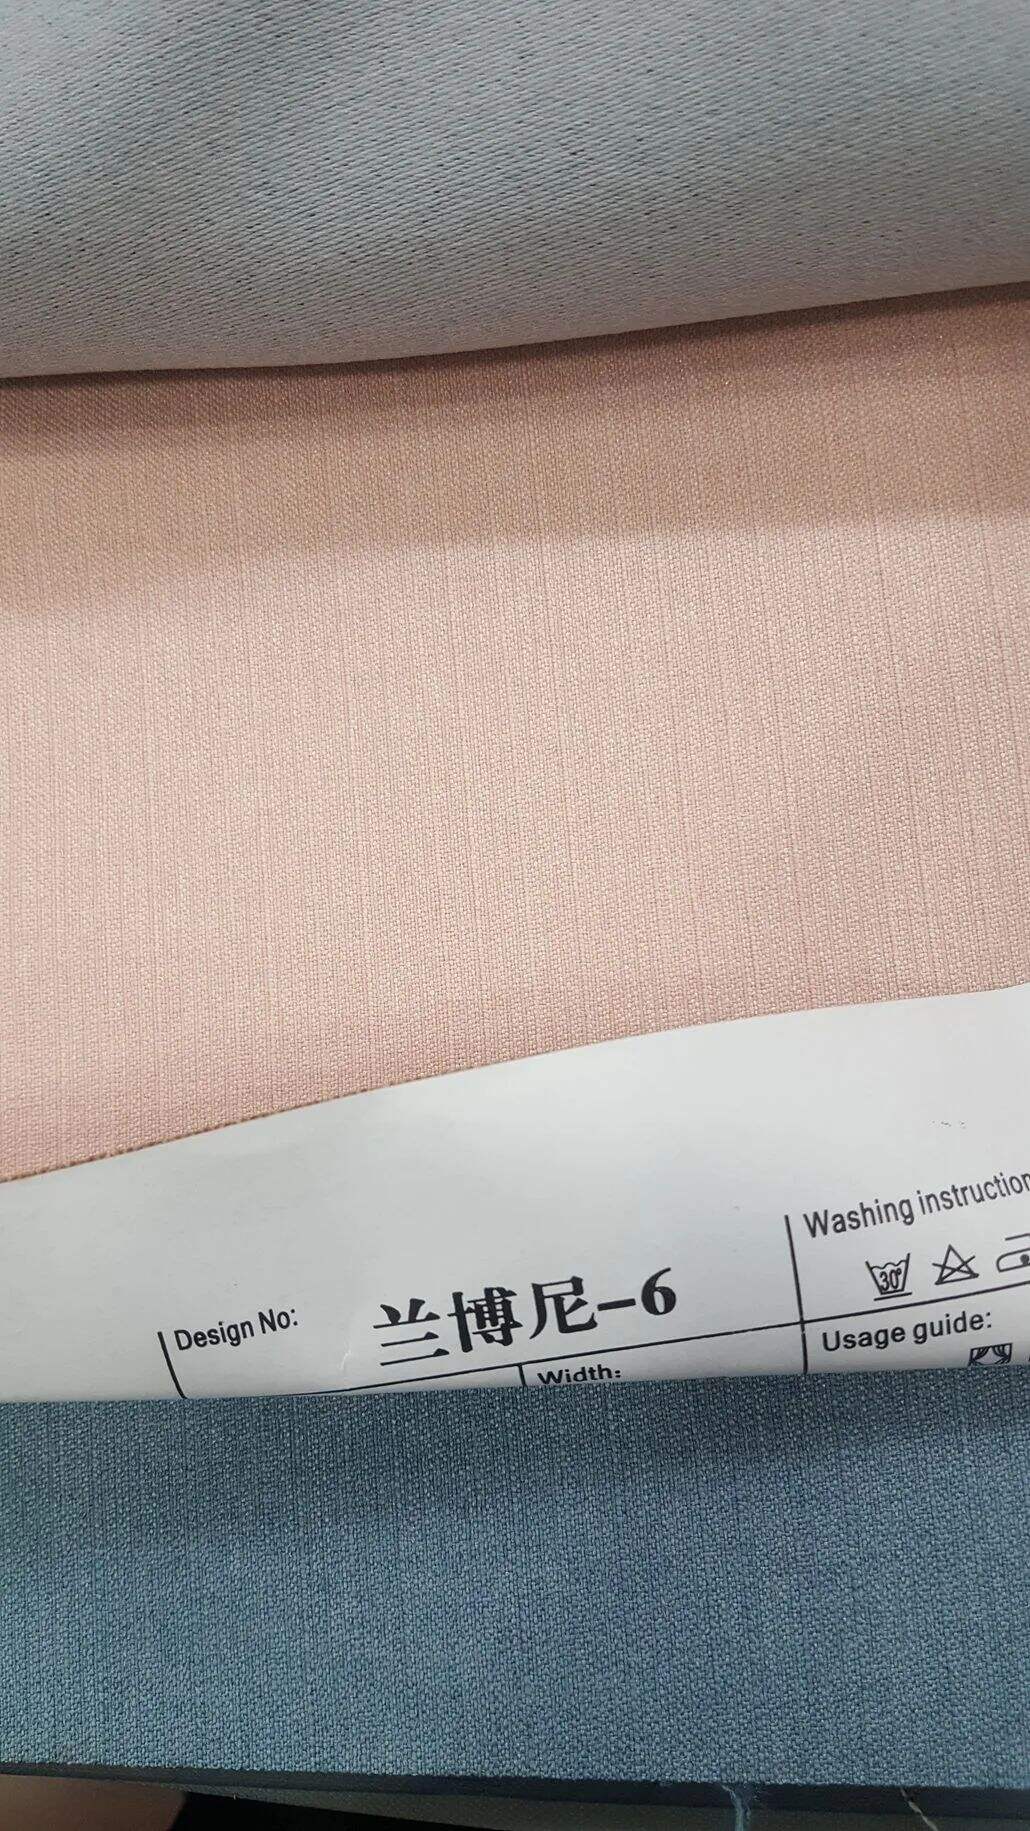 Design No: 兰博尼-6
Width:
Washing instruction
30°
Usage guide: